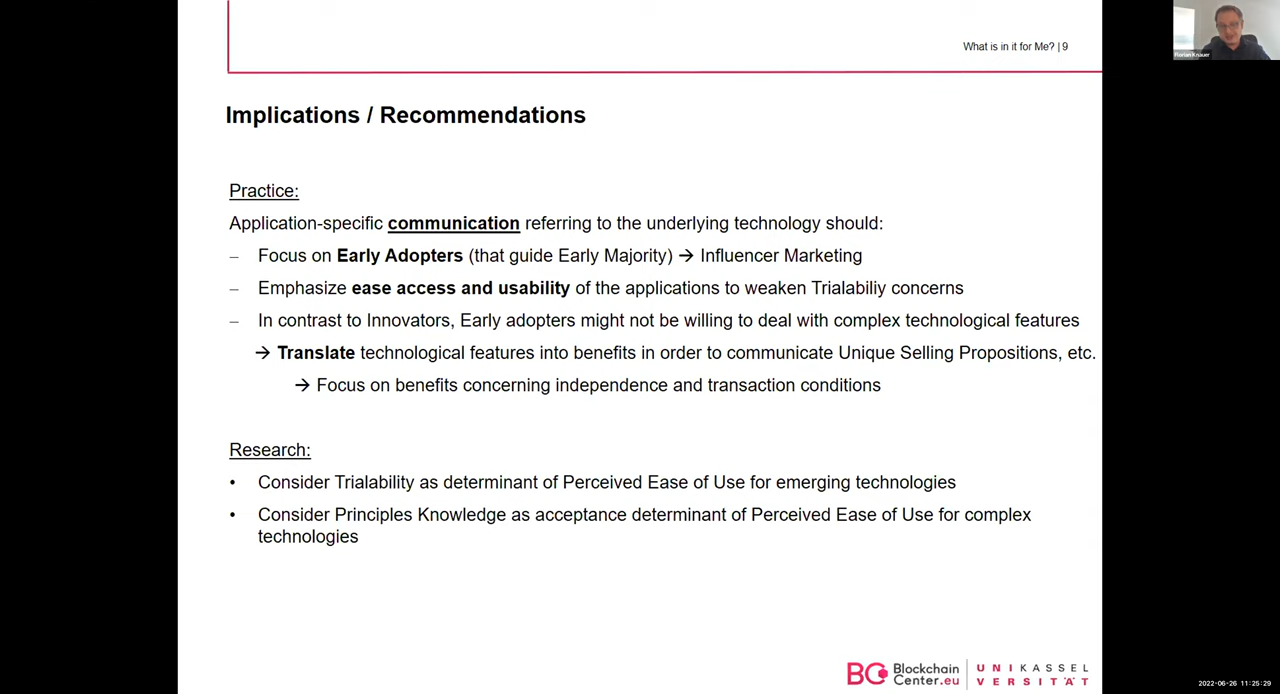 What is in it for Me? | 9
Florian Knauer
Implications / Recommendations
Practice:
Application-specific communication referring to the underlying technology should:
– Focus on Early Adopters (that guide Early Majority) → Influencer Marketing
– Emphasize ease access and usability of the applications to weaken Trialabiliy concerns
– In contrast to Innovators, Early adopters might not be willing to deal with complex technological features
→ Translate technological features into benefits in order to communicate Unique Selling Propositions, etc.
→ Focus on benefits concerning independence and transaction conditions
Research:
• Consider Trialability as determinant of Perceived Ease of Use for emerging technologies
• Consider Principles Knowledge as acceptance determinant of Perceived Ease of Use for complex
technologies
BC Blockchain
Center.eu
UNIKASSEL
VERSITÄT
2022-06-26 11:25:29